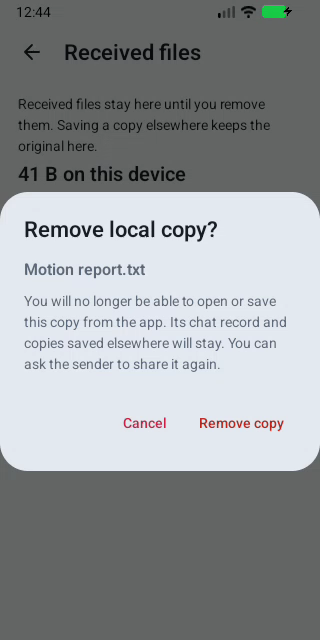 12:44
Received files
Received files stay here until you remove
them. Saving a copy elsewhere keeps the
original here.
41 B on this device
Remove local copy?
Motion report.txt
You will no longer be able to open or save
this copy from the app. Its chat record and
copies saved elsewhere will stay. You can
ask the sender to share it again.
Cancel Remove copy